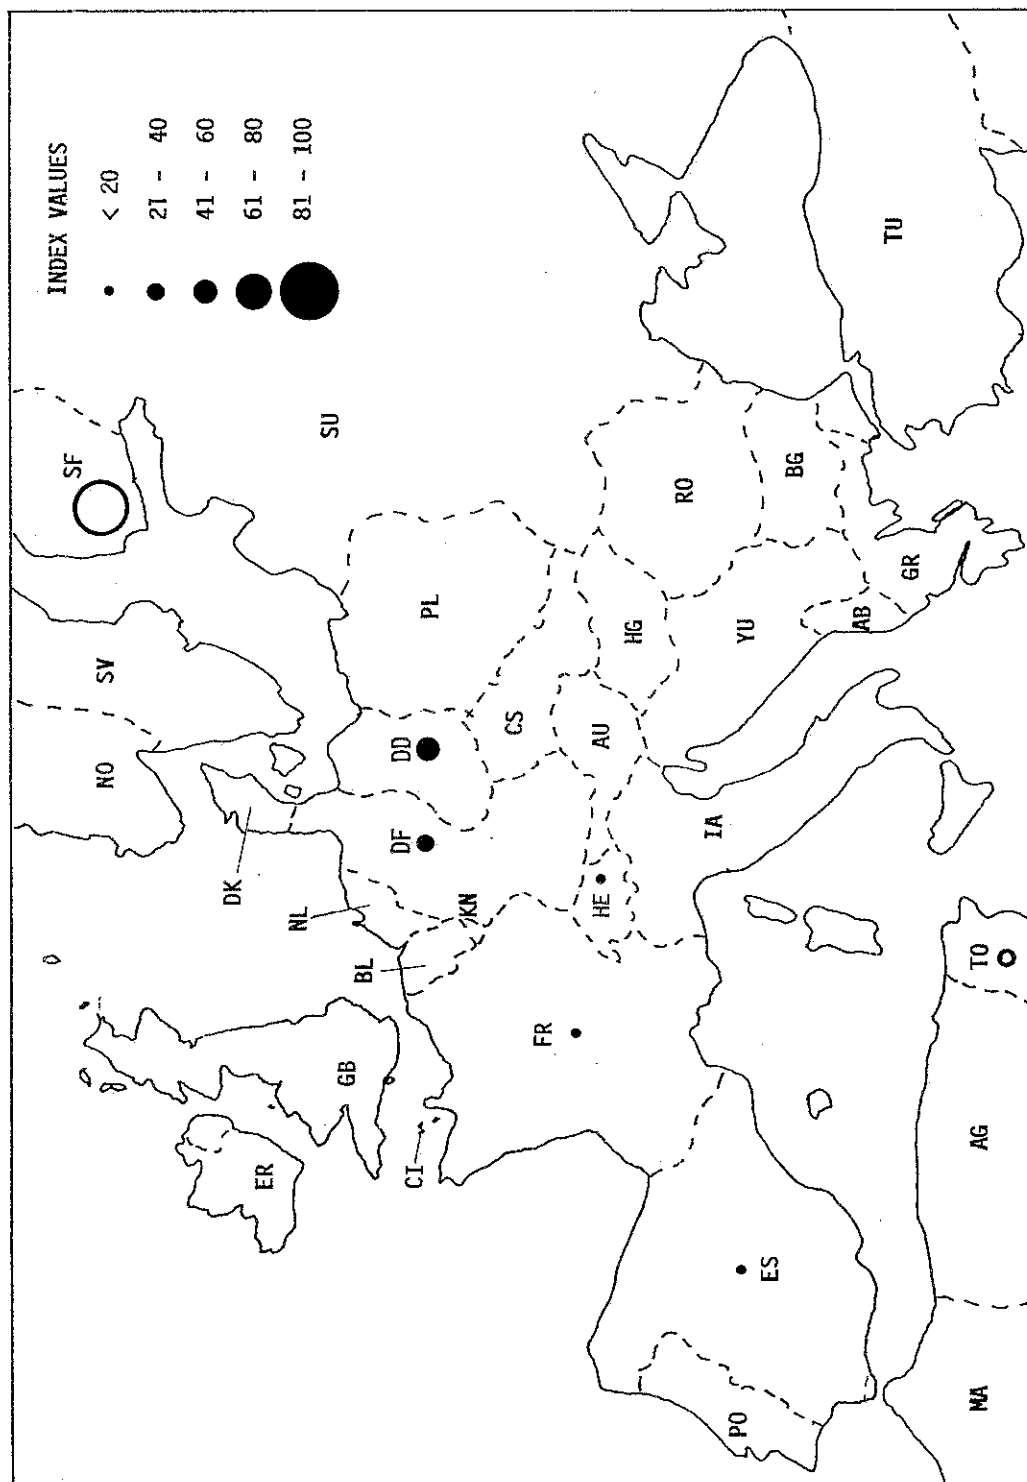 INDEX VALUES
< 20
21 - 40
41 - 60
61 - 80
81 - 100
SF
SU
SV
NO
DK
NL
BL
KN
DF
DD
PL
CS
HG
AU
HE
IA
RO
YU
BG
AB
GR
TU
ER
GB
CI
FR
ES
PO
MA
AG
TO